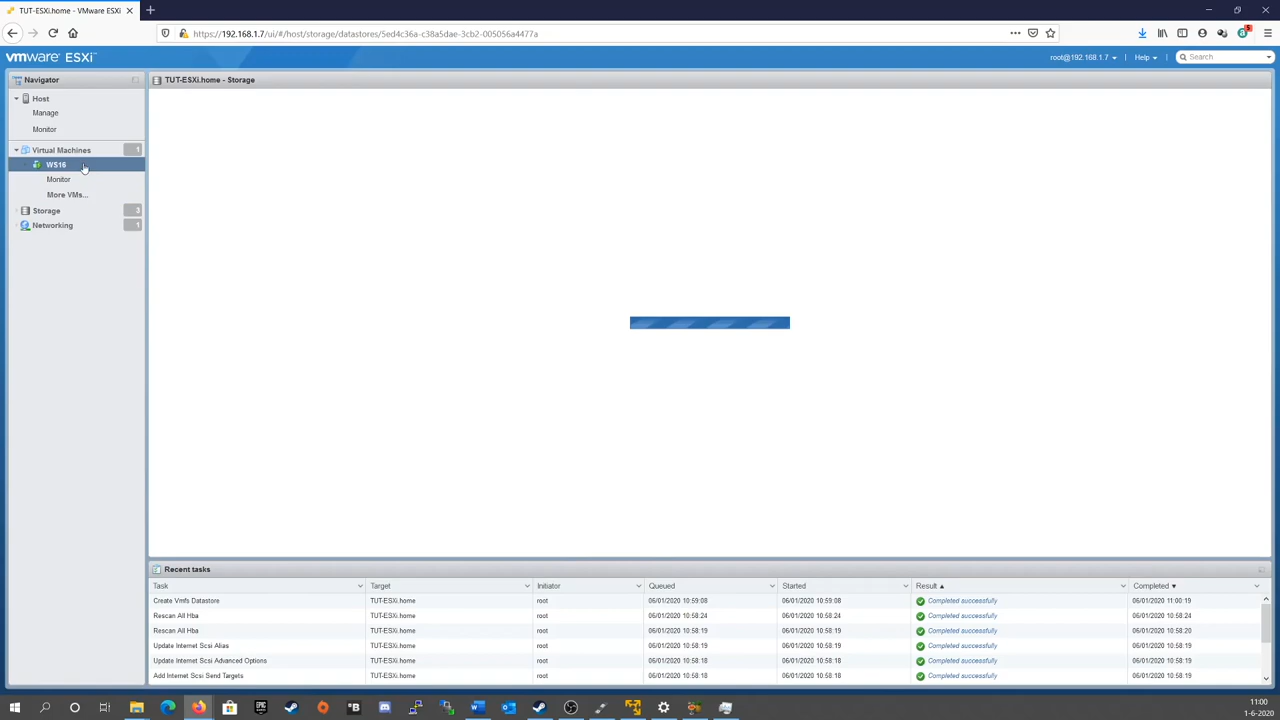 TUT-ESXi.home - VMware ESXi
https://192.168.1.7/ui/#/host/storage/datastores/5ed4c36a-c38a5dae-3cb2-005056a4477a
vmware ESXi™
root@192.168.1.7
Help
Search
Navigator
Host
Manage
Monitor
Virtual Machines 1
WS16
Monitor
More VMs...
Storage 3
Networking 1
TUT-ESXi.home - Storage
Recent tasks
Task Target Initiator Queued Started Result Completed
Create Vmfs Datastore TUT-ESXi.home root 06/01/2020 10:59:08 06/01/2020 10:59:08 Completed successfully 06/01/2020 11:00:19
Rescan All Hba TUT-ESXi.home root 06/01/2020 10:58:24 06/01/2020 10:58:24 Completed successfully 06/01/2020 10:58:24
Rescan All Hba TUT-ESXi.home root 06/01/2020 10:58:19 06/01/2020 10:58:19 Completed successfully 06/01/2020 10:58:20
Update Internet Scsi Alias TUT-ESXi.home root 06/01/2020 10:58:19 06/01/2020 10:58:19 Completed successfully 06/01/2020 10:58:19
Update Internet Scsi Advanced Options TUT-ESXi.home root 06/01/2020 10:58:18 06/01/2020 10:58:18 Completed successfully 06/01/2020 10:58:19
Add Internet Scsi Send Targets TUT-ESXi.home root 06/01/2020 10:58:18 06/01/2020 10:58:18 Completed successfully 06/01/2020 10:58:19
11:00
1-6-2020